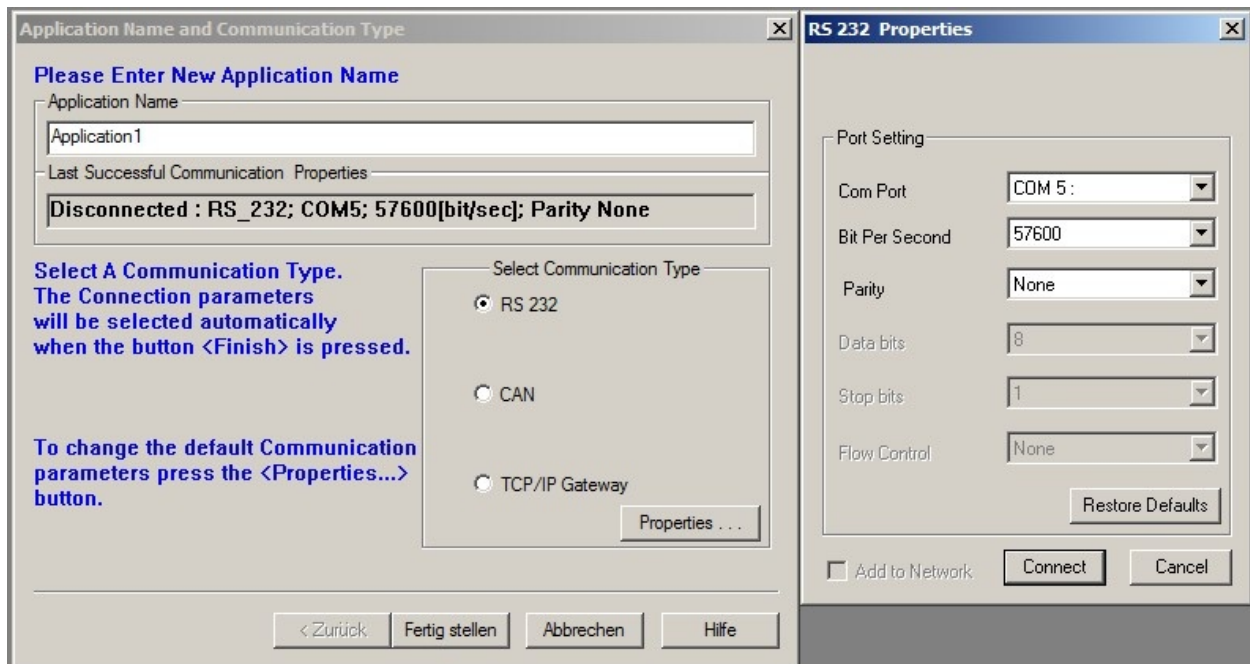 Application Name and Communication Type
Please Enter New Application Name
Application Name
Application1
Last Successful Communication Properties
Disconnected : RS_232; COM5; 57600[bit/sec]; Parity None
Select A Communication Type.
The Connection parameters
will be selected automatically
when the button <Finish> is pressed.
To change the default Communication
parameters press the <Properties...>
button.
Select Communication Type
RS 232
CAN
TCP/IP Gateway
Properties . . .
< Zurück
Fertig stellen
Abbrechen
Hilfe
RS 232 Properties
Port Setting
Com Port
COM 5 :
Bit Per Second
57600
Parity
None
Data bits
8
Stop bits
1
Flow Control
None
Restore Defaults
Add to Network
Connect
Cancel